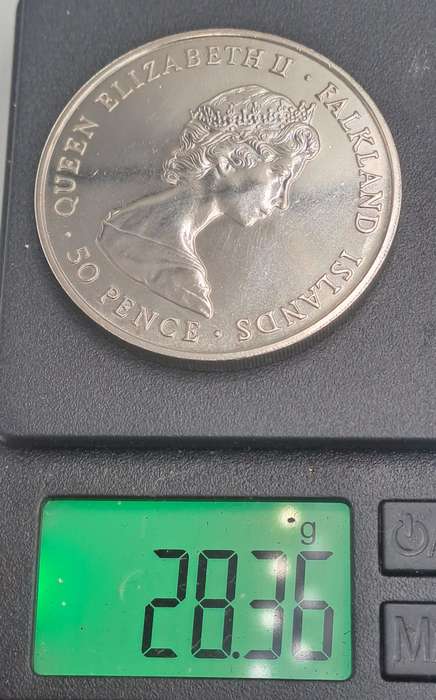 · QUEEN ELIZABETH II · FALKLAND ISLANDS · 50 PENCE
g
28.36
M